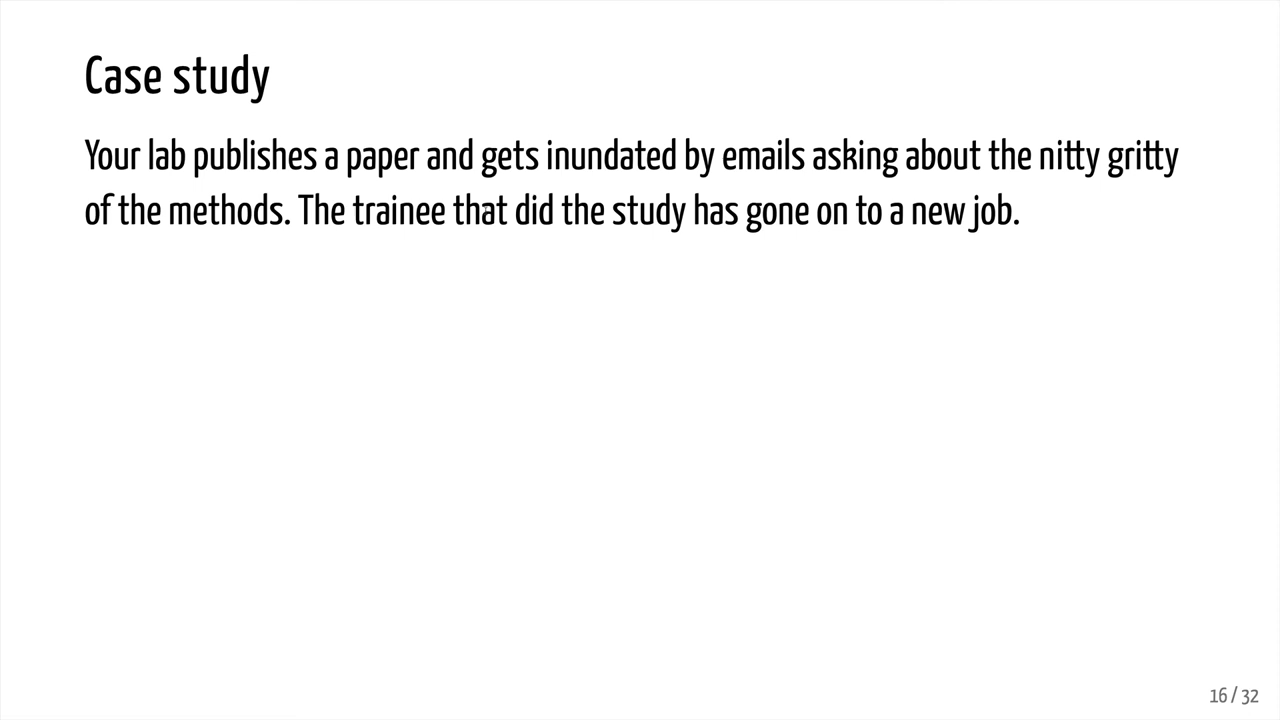 Case study
Your lab publishes a paper and gets inundated by emails asking about the nitty gritty
of the methods. The trainee that did the study has gone on to a new job.
16 / 32